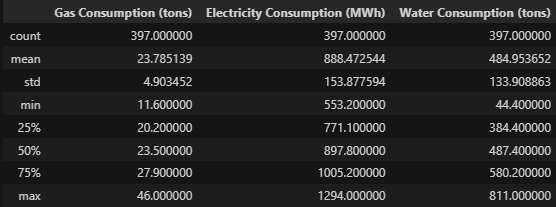 Gas Consumption (tons) Electricity Consumption (MWh) Water Consumption (tons)
count 397.000000 397.000000 397.000000
mean 23.785139 888.472544 484.953652
std 4.903452 153.877594 133.908863
min 11.600000 553.200000 44.400000
25% 20.200000 771.100000 384.400000
50% 23.500000 897.800000 487.400000
75% 27.900000 1005.200000 580.200000
max 46.000000 1294.000000 811.000000